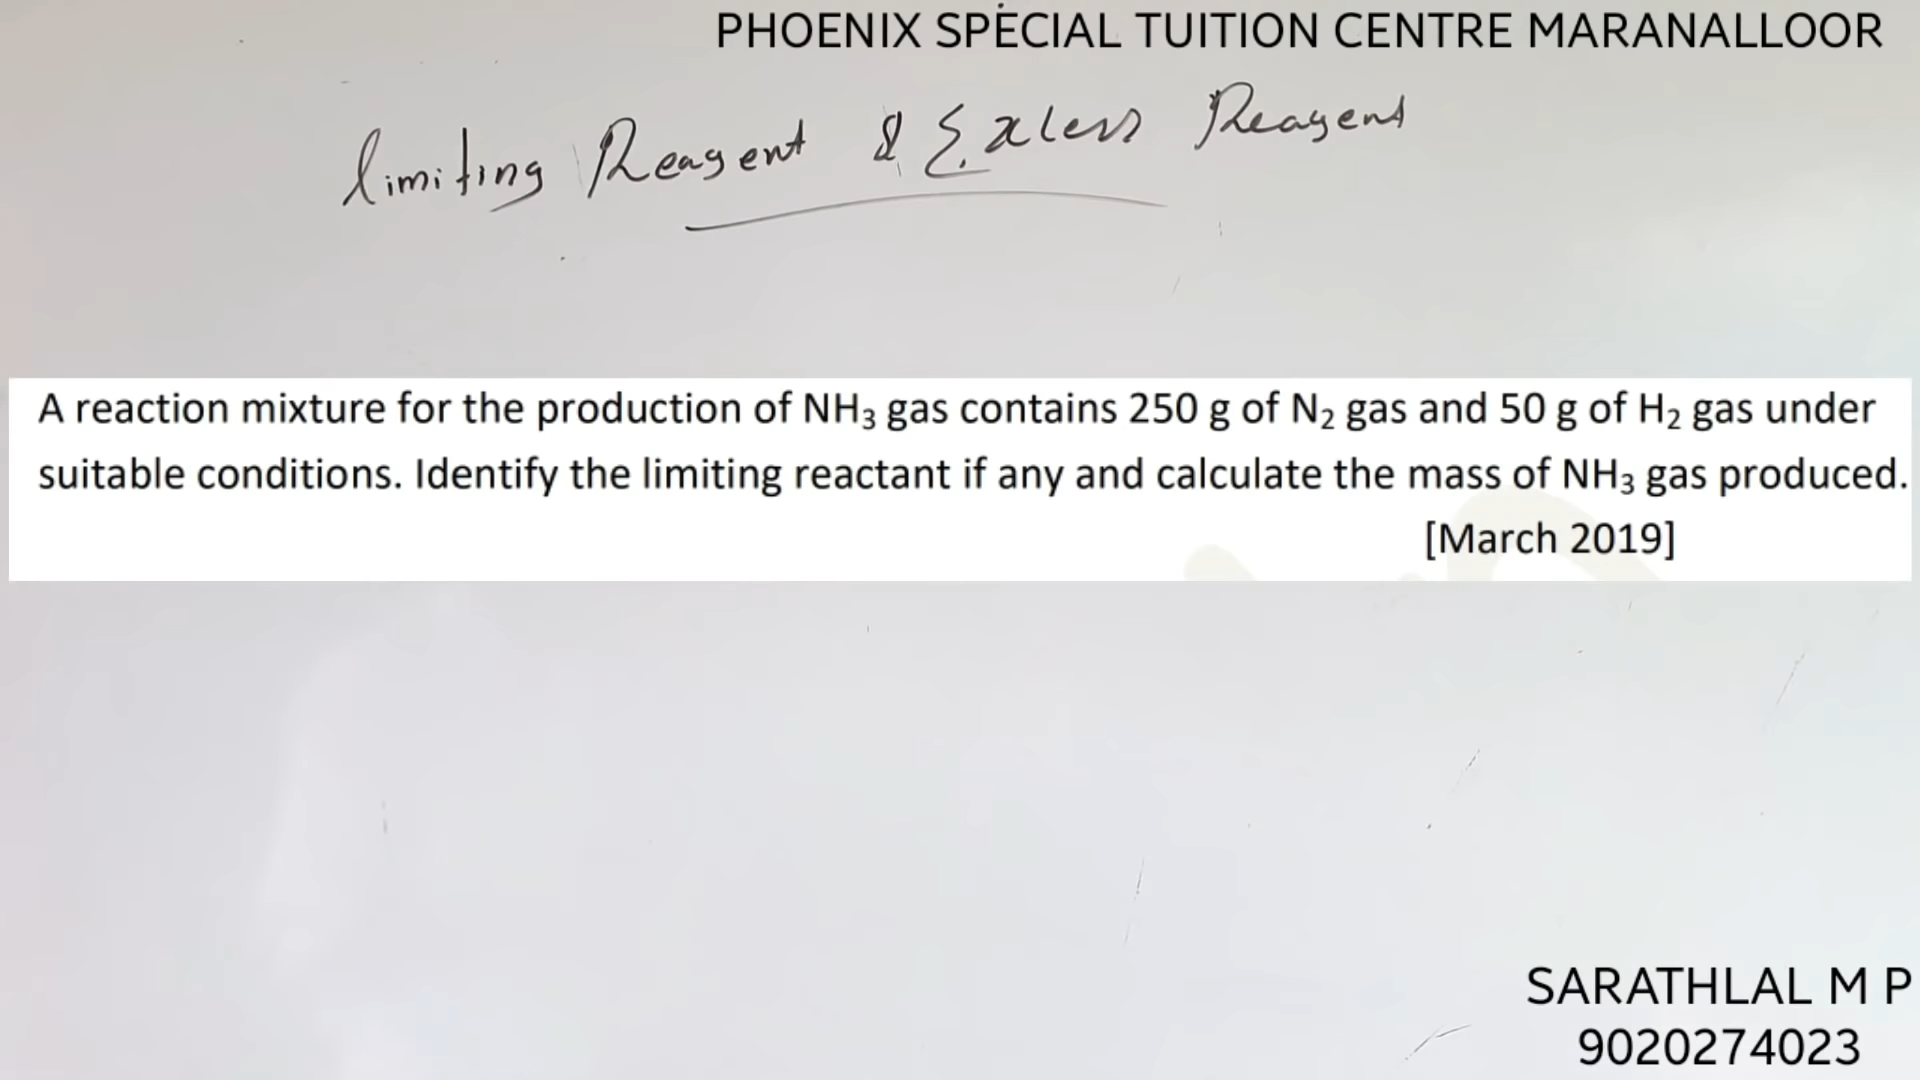 PHOENIX SPECIAL TUITION CENTRE MARANALLOOR
limiting Reagent & Excess Reagent
A reaction mixture for the production of NH₃ gas contains 250 g of N₂ gas and 50 g of H₂ gas under
suitable conditions. Identify the limiting reactant if any and calculate the mass of NH₃ gas produced.
[March 2019]
SARATHLAL M P
9020274023